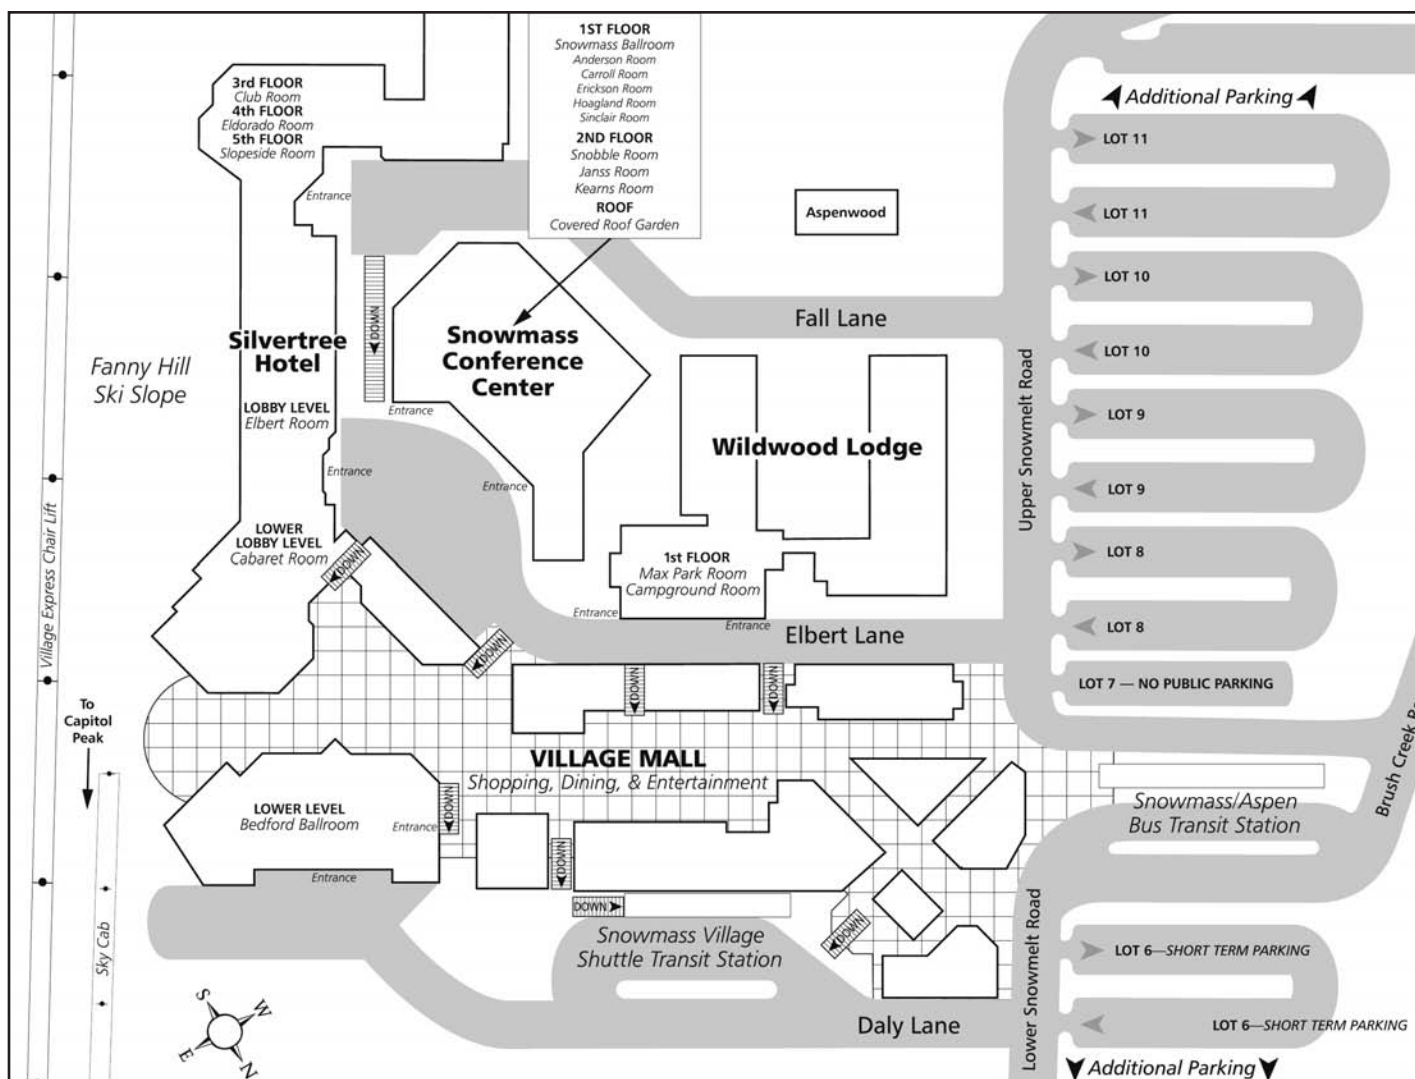 1ST FLOOR
Snowmass Ballroom
Anderson Room
Carroll Room
Erickson Room
Hoagland Room
Sinclair Room
2ND FLOOR
Snobble Room
Janss Room
Kearns Room
ROOF
Covered Roof Garden
3rd FLOOR
Club Room
4th FLOOR
Eldorado Room
5th FLOOR
Slopeside Room
Entrance
Aspenwood
Additional Parking
LOT 11
LOT 11
LOT 10
LOT 10
LOT 9
LOT 9
LOT 8
LOT 8
LOT 7 — NO PUBLIC PARKING
Upper Snowmelt Road
Fall Lane
DOWN
Silvertree
Hotel
Snowmass
Conference
Center
Fanny Hill
Ski Slope
LOBBY LEVEL
Elbert Room
Entrance
Entrance
Entrance
Wildwood Lodge
LOWER
LOBBY LEVEL
Cabaret Room
DOWN
1st FLOOR
Max Park Room
Campground Room
Entrance
Entrance
Elbert Lane
Village Express Chair Lift
DOWN
DOWN
DOWN
To
Capitol
Peak
VILLAGE MALL
Shopping, Dining, & Entertainment
LOWER LEVEL
Bedford Ballroom
Entrance
DOWN
Entrance
DOWN
DOWN
DOWN
Snowmass Village
Shuttle Transit Station
Snowmass/Aspen
Bus Transit Station
Brush Creek R
Lower Snowmelt Road
LOT 6—SHORT TERM PARKING
LOT 6—SHORT TERM PARKING
Daly Lane
Additional Parking
Sky Cab
S
W
E
N